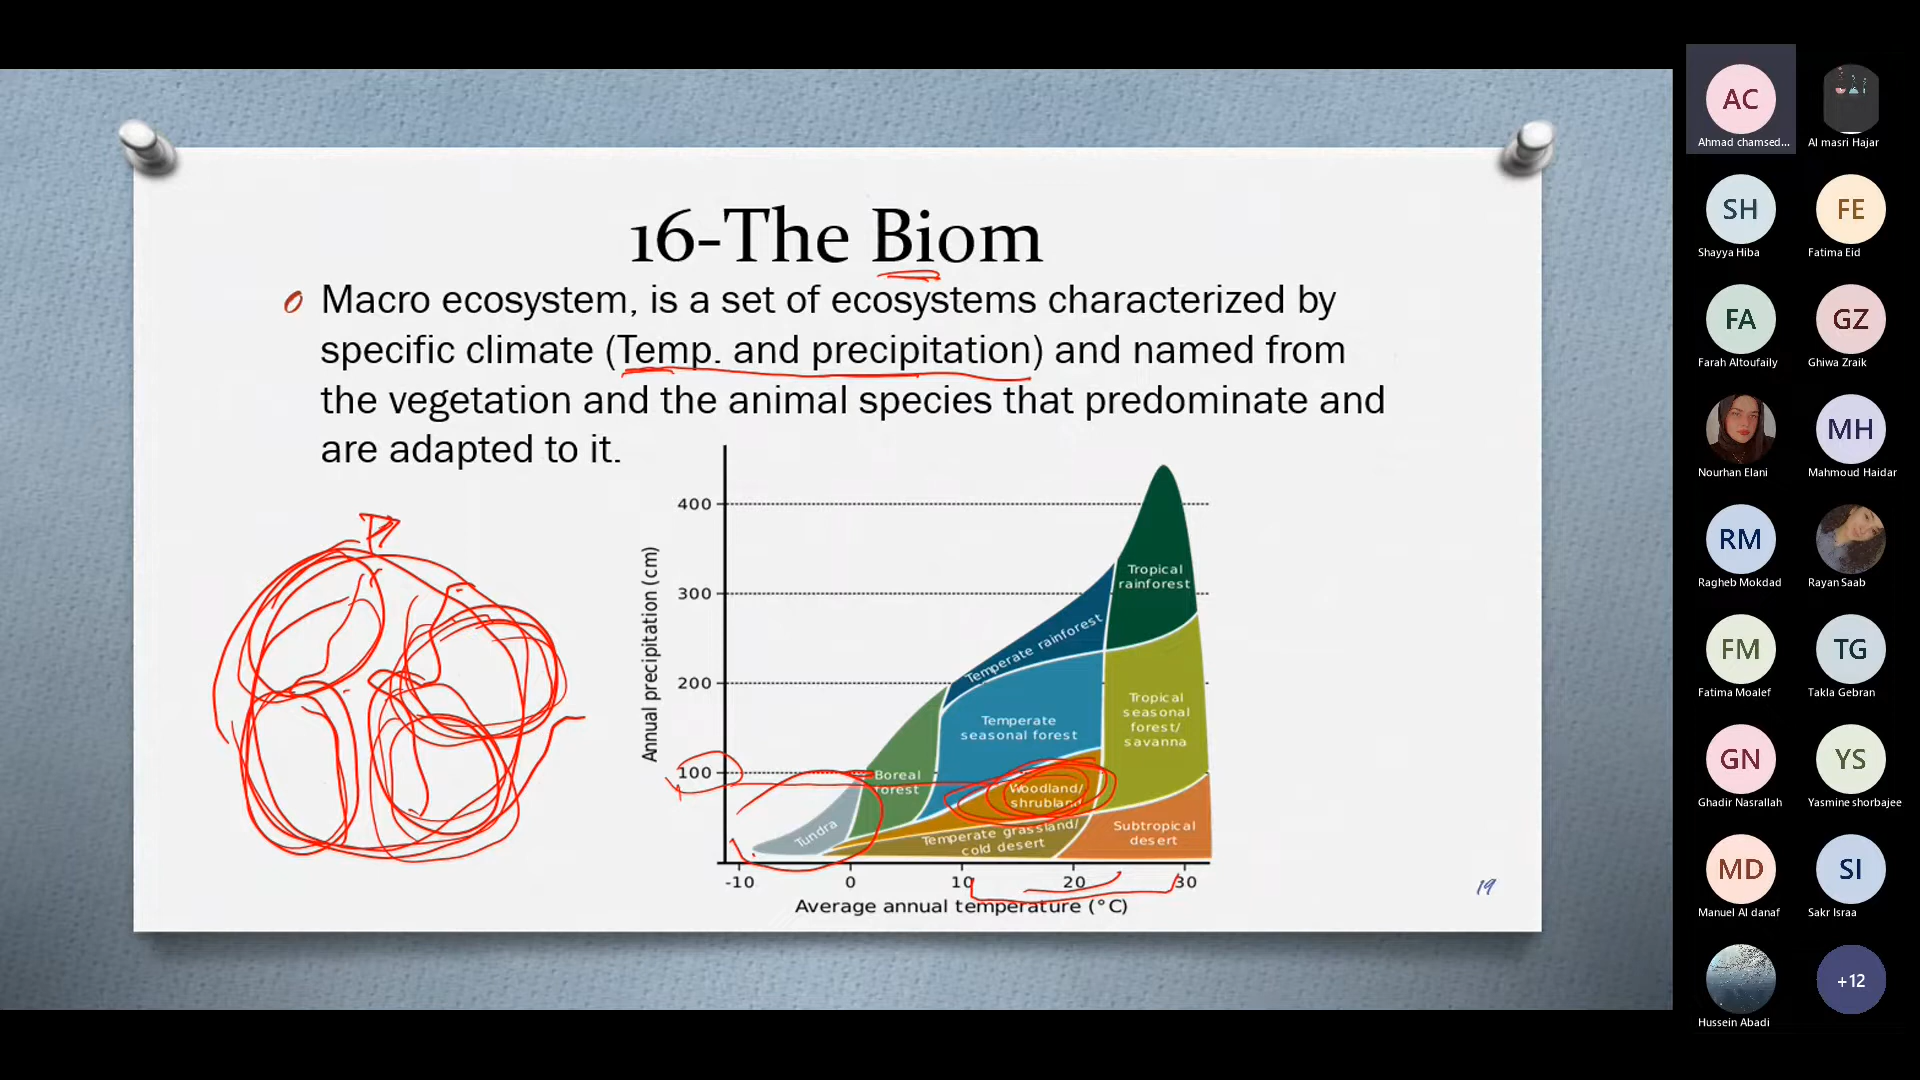 16-The Biom
Macro ecosystem, is a set of ecosystems characterized by
specific climate (Temp. and precipitation) and named from
the vegetation and the animal species that predominate and
are adapted to it.
Annual precipitation (cm)
400
300
200
100
Tropical
rainforest
Temperate rainforest
Tropical
seasonal
forest/
savanna
Temperate
seasonal forest
Boreal
forest
Woodland/
shrubland
Tundra
Temperate grassland/
cold desert
Subtropical
desert
-10 0 10 20 30
Average annual temperature (°C)
19
AC
Ahmad chamsed...
Al masri Hajar
SH
Shayya Hiba
FE
Fatima Eid
FA
Farah Altoufaily
GZ
Ghiwa Zraik
Nourhan Elani
MH
Mahmoud Haidar
RM
Ragheb Mokdad
Rayan Saab
FM
Fatima Moalef
TG
Takla Gebran
GN
Ghadir Nasrallah
YS
Yasmine shorbajee
MD
Manuel Al danaf
SI
Sakr Israa
Hussein Abadi
+12